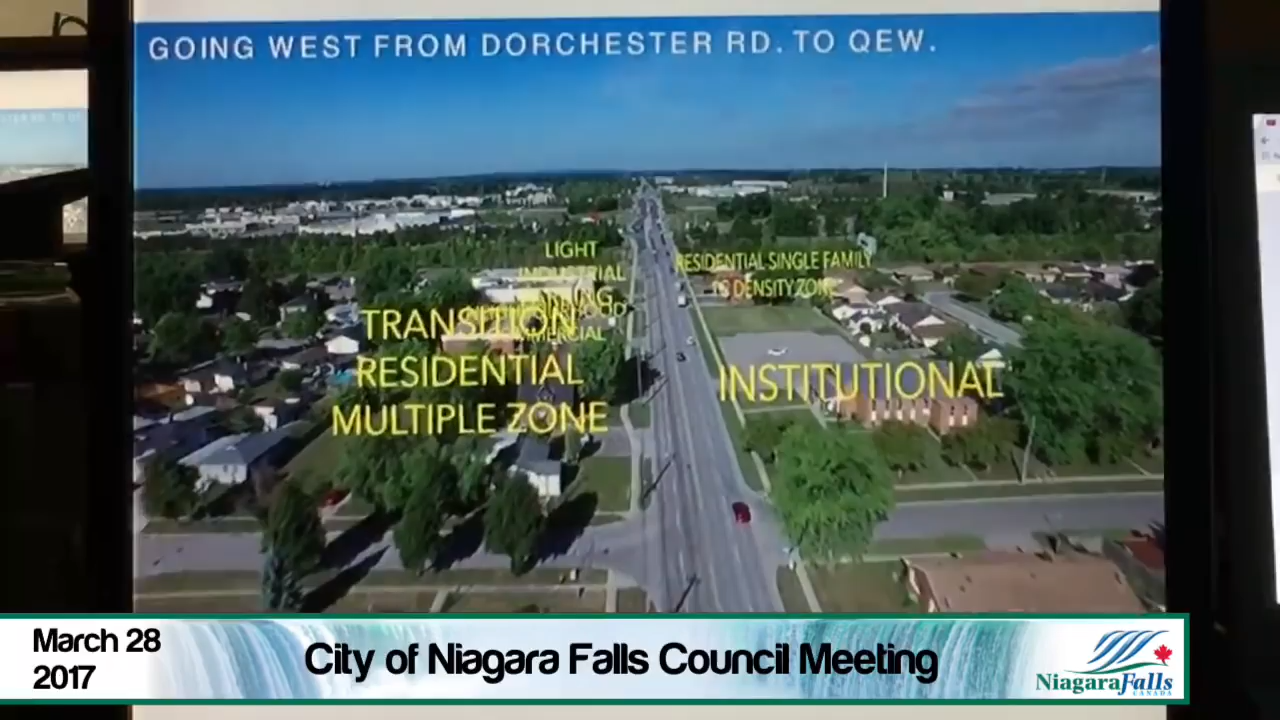 GOING WEST FROM DORCHESTER RD. TO QEW.
LIGHT
INDUSTRIAL
RESIDENTIAL SINGLE FAMILY
DENSITY ZONE
TRANSITION
RESIDENTIAL
MULTIPLE ZONE
INSTITUTIONAL
March 28
2017
City of Niagara Falls Council Meeting
NiagaraFalls
CANADA